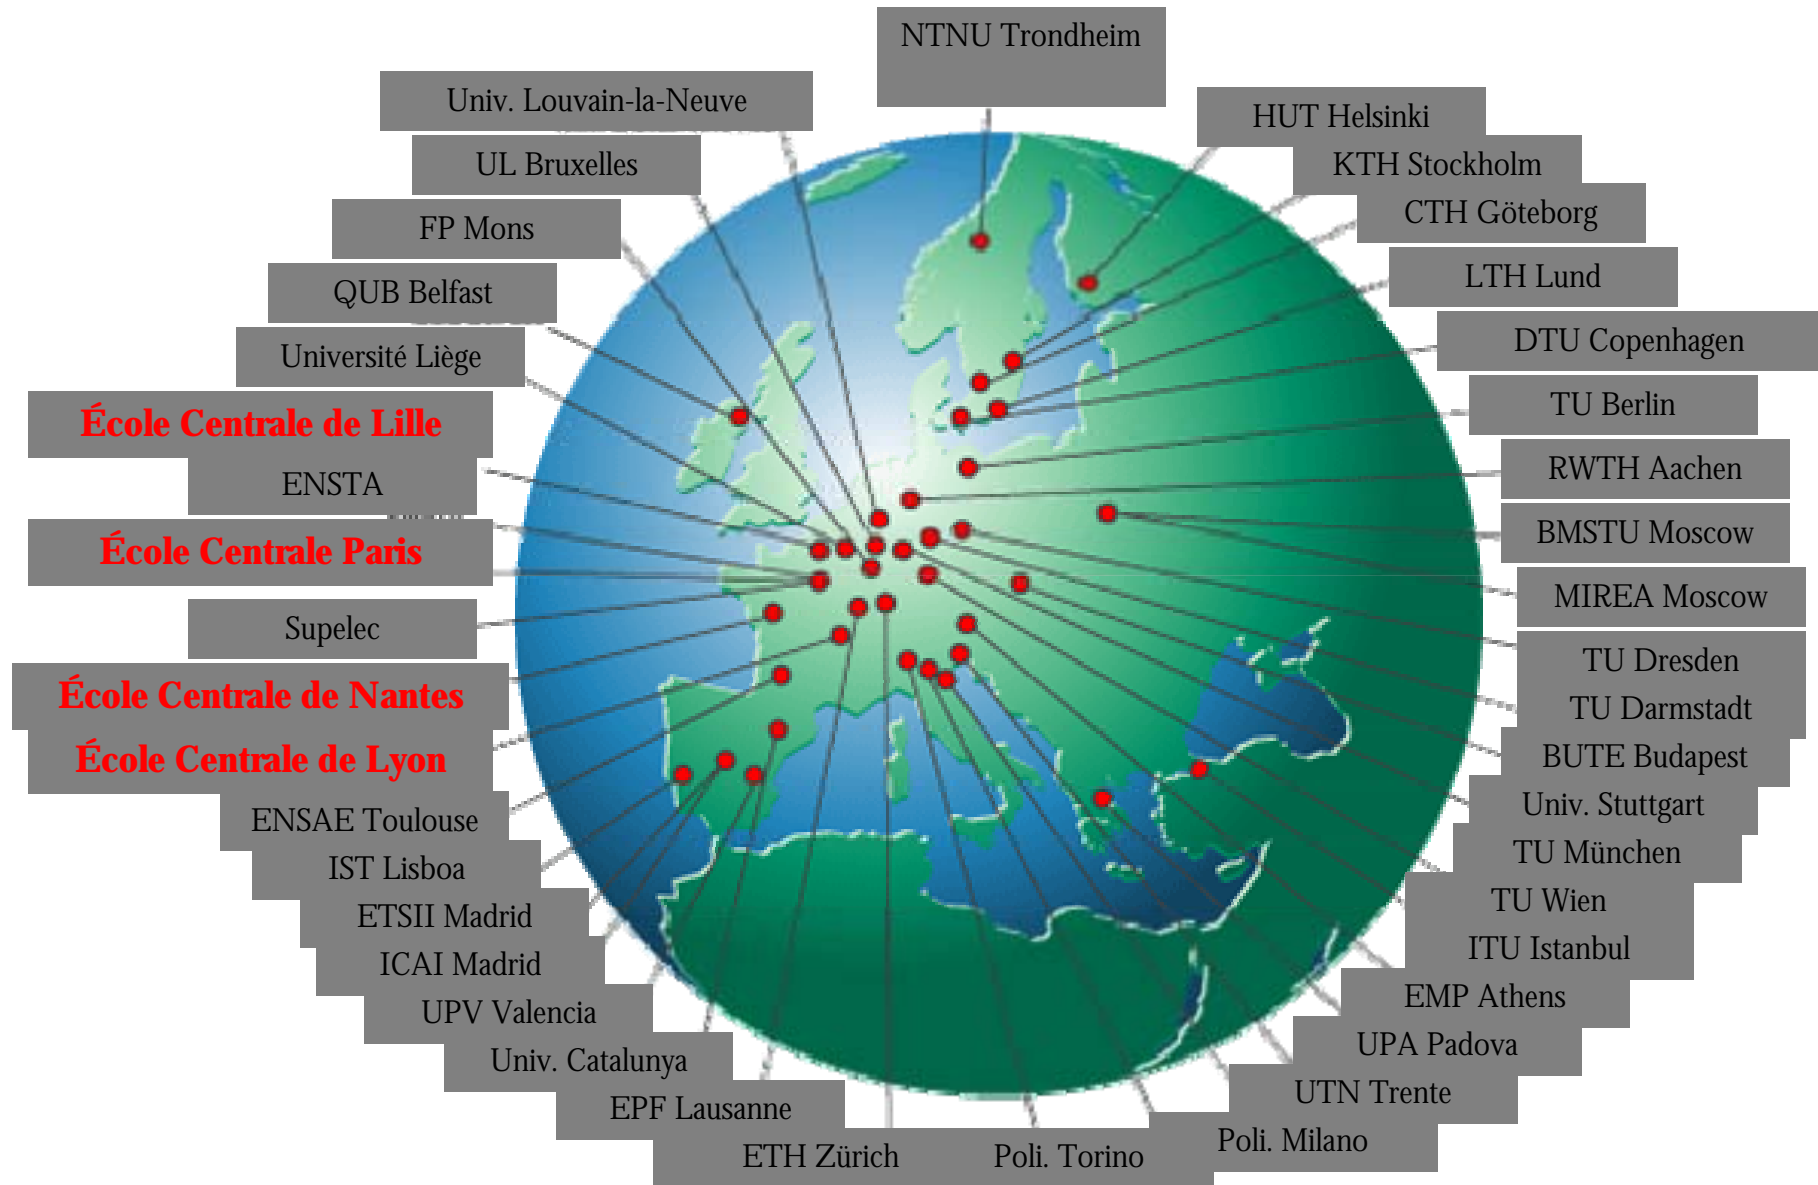 NTNU Trondheim
Univ. Louvain-la-Neuve
UL Bruxelles
FP Mons
QUB Belfast
Université Liège
École Centrale de Lille
ENSTA
École Centrale Paris
Supelec
École Centrale de Nantes
École Centrale de Lyon
ENSAE Toulouse
IST Lisboa
ETSII Madrid
ICAI Madrid
UPV Valencia
Univ. Catalunya
EPF Lausanne
ETH Zürich
Poli. Torino
HUT Helsinki
KTH Stockholm
CTH Göteborg
LTH Lund
DTU Copenhagen
TU Berlin
RWTH Aachen
BMSTU Moscow
MIREA Moscow
TU Dresden
TU Darmstadt
BUTE Budapest
Univ. Stuttgart
TU München
TU Wien
ITU Istanbul
EMP Athens
UPA Padova
UTN Trente
Poli. Milano